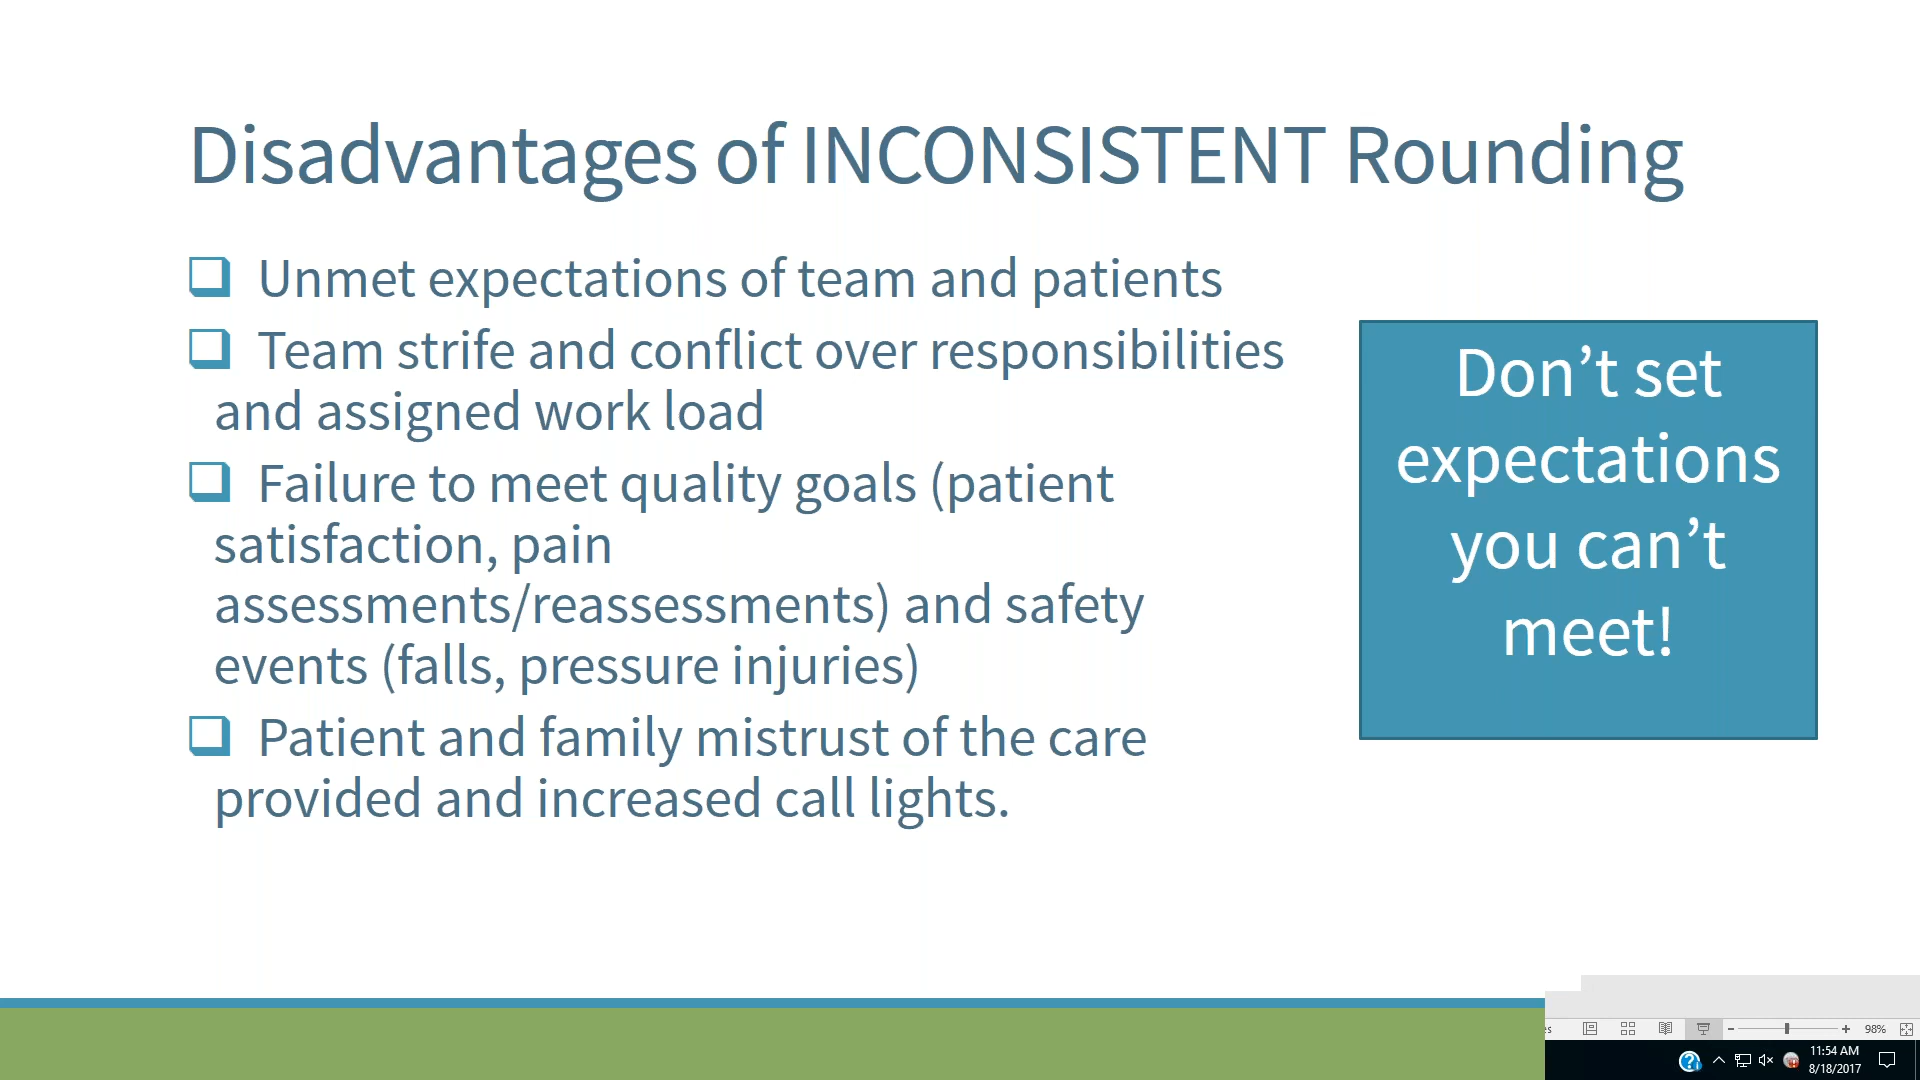 Disadvantages of INCONSISTENT Rounding
Unmet expectations of team and patients
Team strife and conflict over responsibilities
and assigned work load
Failure to meet quality goals (patient
satisfaction, pain
assessments/reassessments) and safety
events (falls, pressure injuries)
Patient and family mistrust of the care
provided and increased call lights.
Don’t set
expectations
you can’t
meet!
es
98%
11:54 AM
8/18/2017